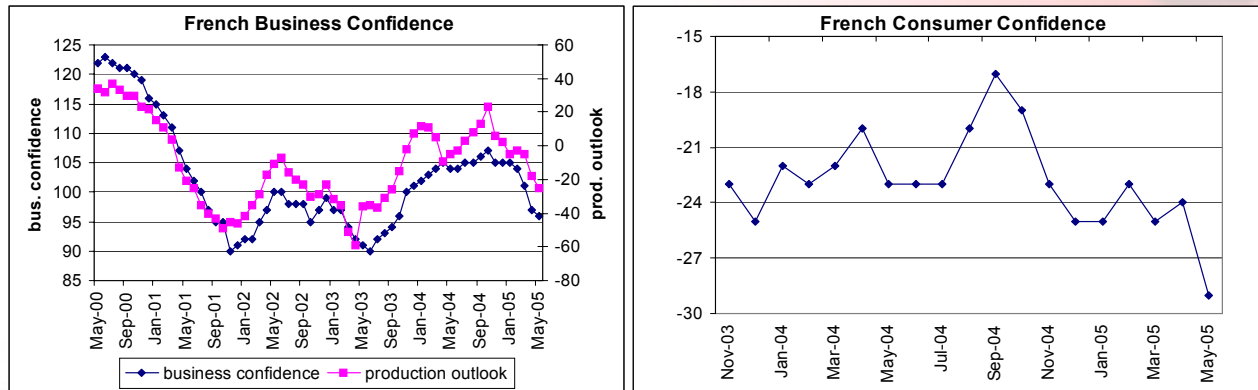 French Business Confidence
bus. confidence
125
120
115
110
105
100
95
90
85
60
40
20
0
-20
-40
-60
-80
prod. outlook
May-00
Sep-00
Jan-01
May-01
Sep-01
Jan-02
May-02
Sep-02
Jan-03
May-03
Sep-03
Jan-04
May-04
Sep-04
Jan-05
May-05
business confidence production outlook
French Consumer Confidence
-15
-18
-21
-24
-27
-30
Nov-03
Jan-04
Mar-04
May-04
Jul-04
Sep-04
Nov-04
Jan-05
Mar-05
May-05